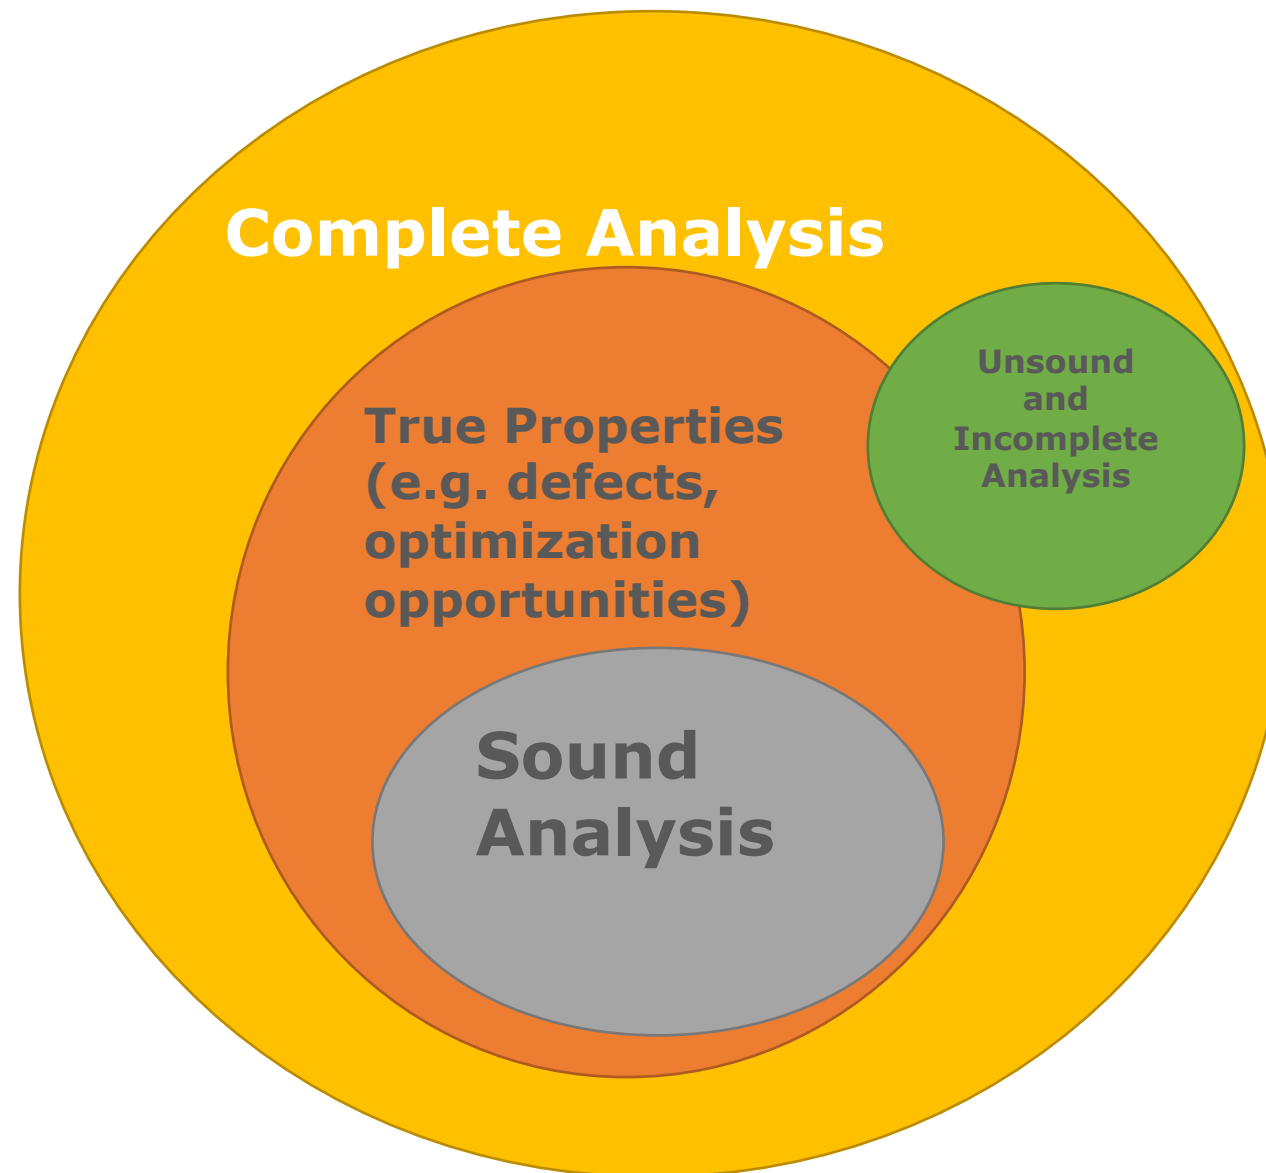 Complete Analysis
Unsound
and
Incomplete
Analysis
True Properties
(e.g. defects,
optimization
opportunities)
Sound
Analysis